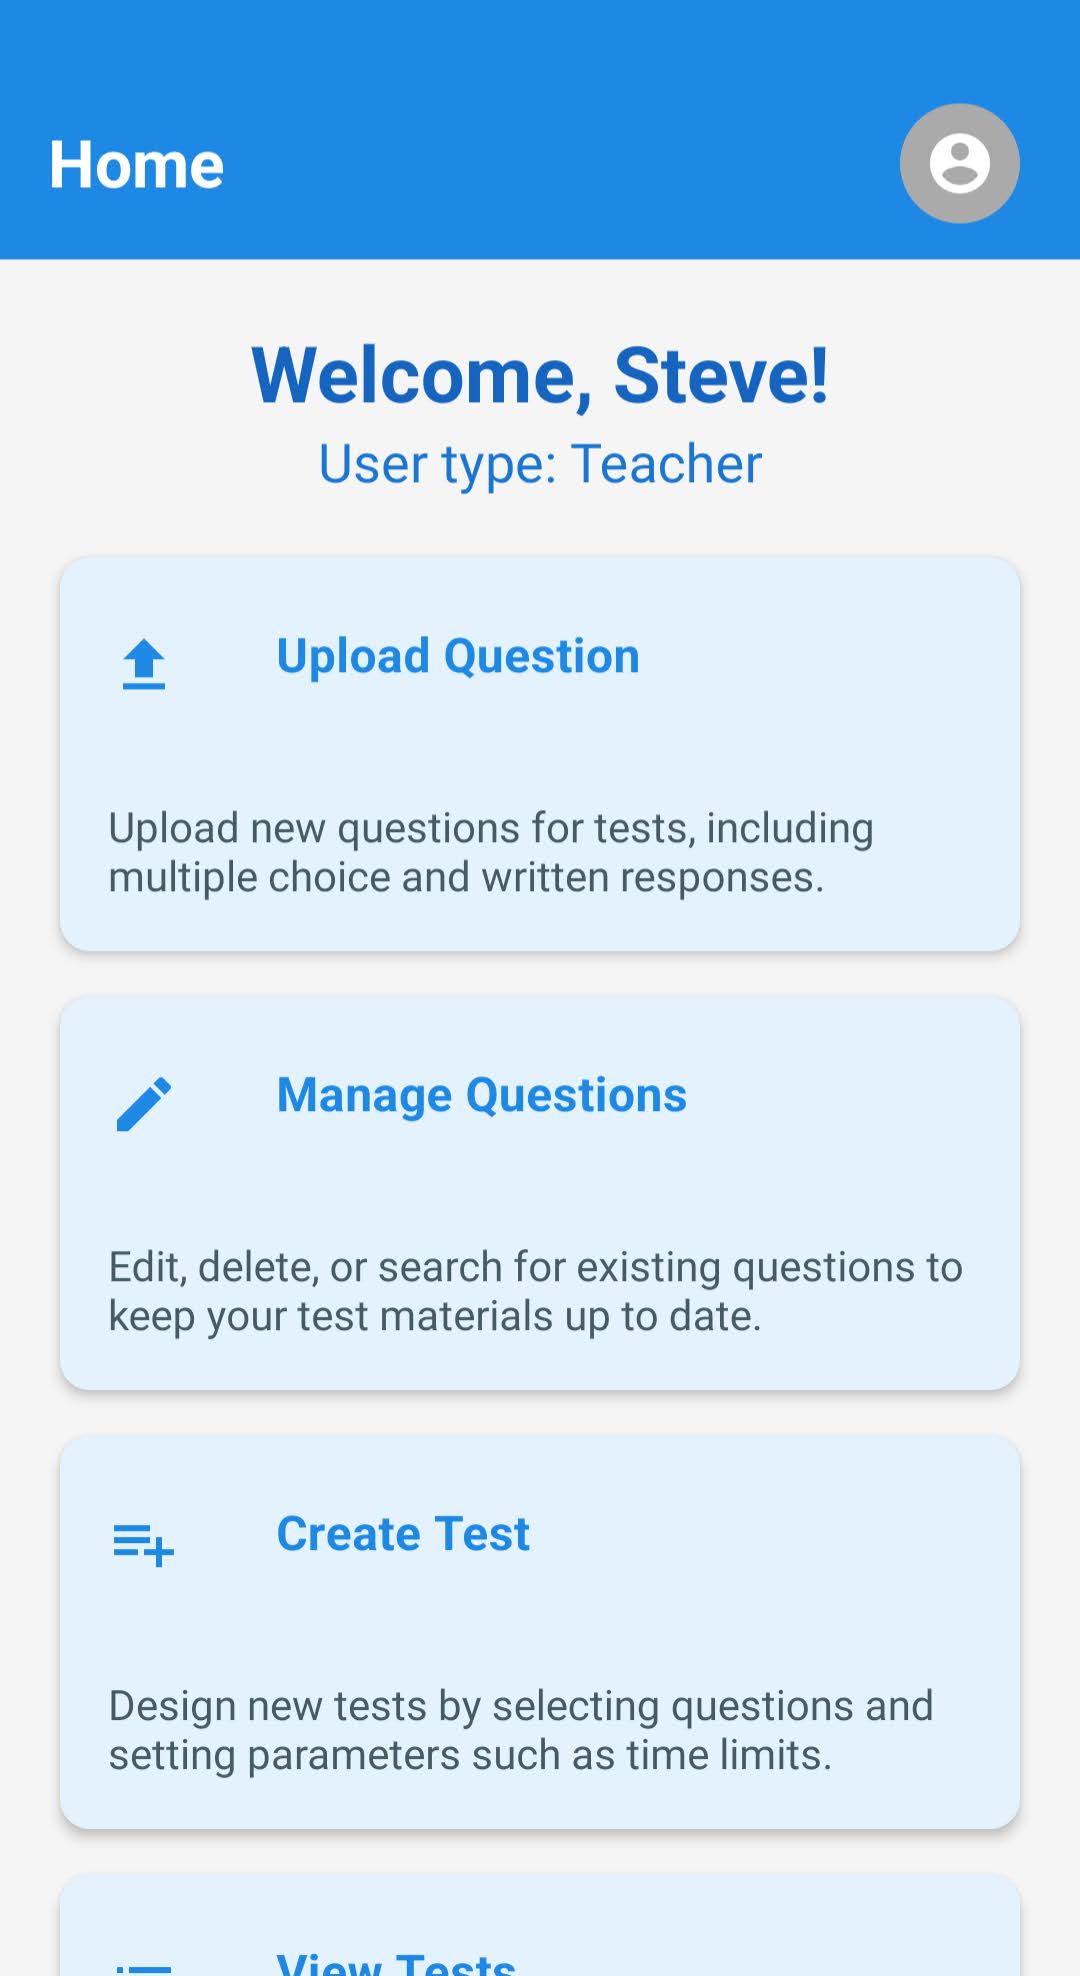 Home
Welcome, Steve!
User type: Teacher
Upload Question
Upload new questions for tests, including
multiple choice and written responses.
Manage Questions
Edit, delete, or search for existing questions to
keep your test materials up to date.
Create Test
Design new tests by selecting questions and
setting parameters such as time limits.
View Tests